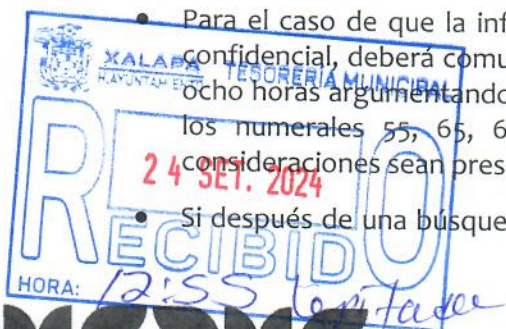 Para el caso de que la inf
confidencial, deberá comu
XALAPA
H. AYUNTAMIENTO
TESORERÍA MUNICIPAL
ocho horas argumentando
los numerales 55, 65, 6
24 SET. 2024
consideraciones sean pres
Si después de una búsque
RECIBIDO
HORA: 12:55